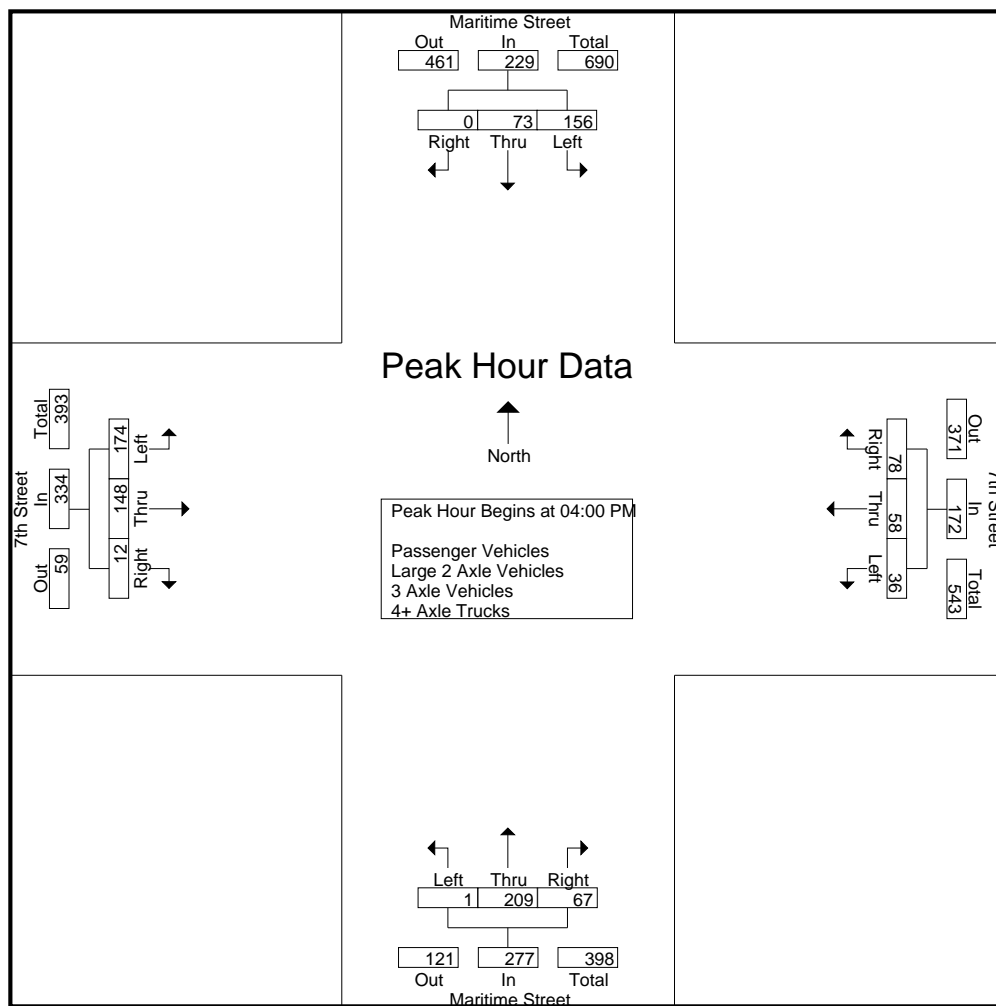 Maritime Street
Out In Total
461 229 690
0 73 156
Right Thru Left
Peak Hour Data
North
Peak Hour Begins at 04:00 PM
Passenger Vehicles
Large 2 Axle Vehicles
3 Axle Vehicles
4+ Axle Trucks
7th Street
Out In Total
59 334 393
12 148 174
Right Thru Left
7th Street
Out In Total
371 172 543
78 58 36
Right Thru Left
Left Thru Right
1 209 67
121 277 398
Out In Total
Maritime Street